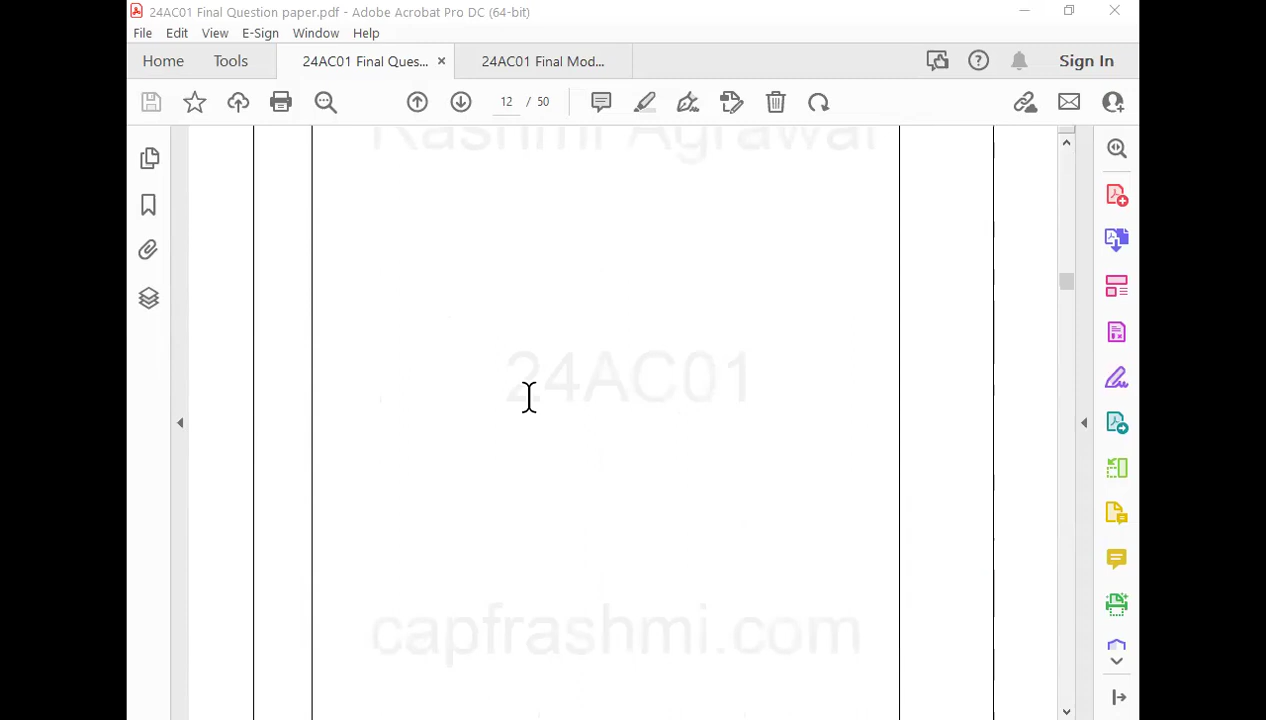 24AC01 Final Question paper.pdf - Adobe Acrobat Pro DC (64-bit)
File Edit View E-Sign Window Help
Home Tools 24AC01 Final Ques... × 24AC01 Final Mod... Sign In
12 / 50
Rashmi Agrawal
24AC01
capfrashmi.com